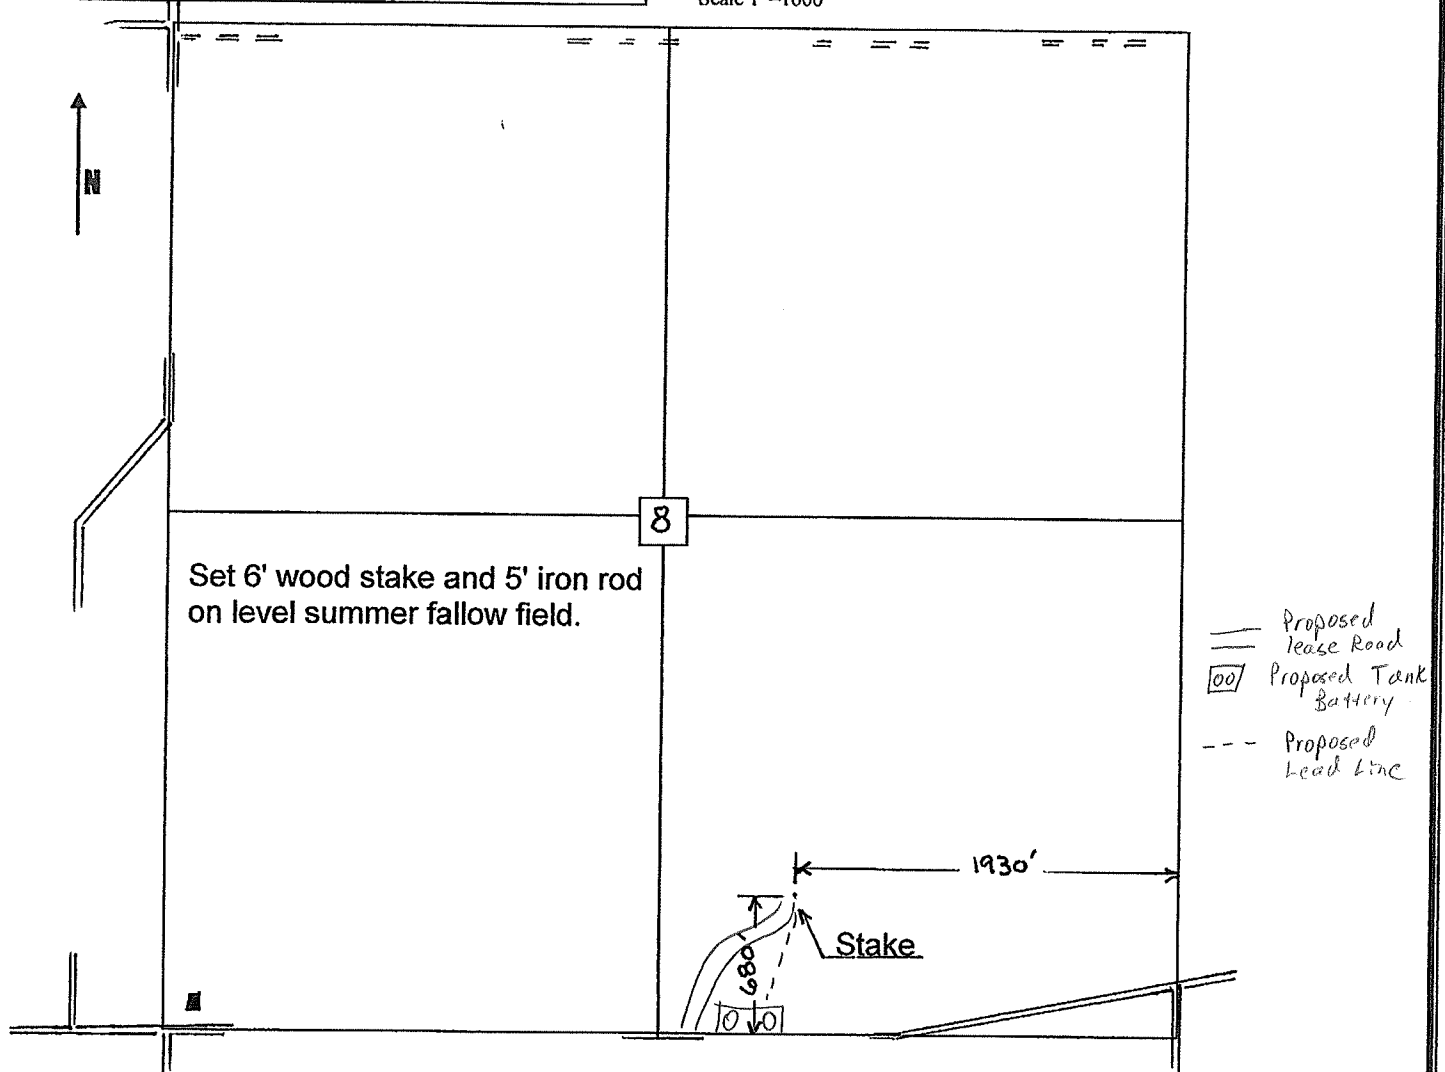 Scale 1"=1000'
N
8
Set 6' wood stake and 5' iron rod
on level summer fallow field.
Proposed
lease Road
Proposed Tank
Battery
Proposed
Lead Line
1930'
Stake
680'